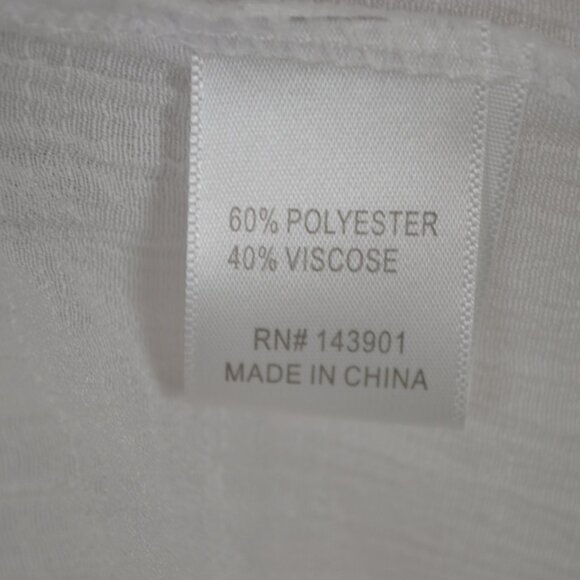 60% POLYESTER
40% VISCOSE
RN# 143901
MADE IN CHINA